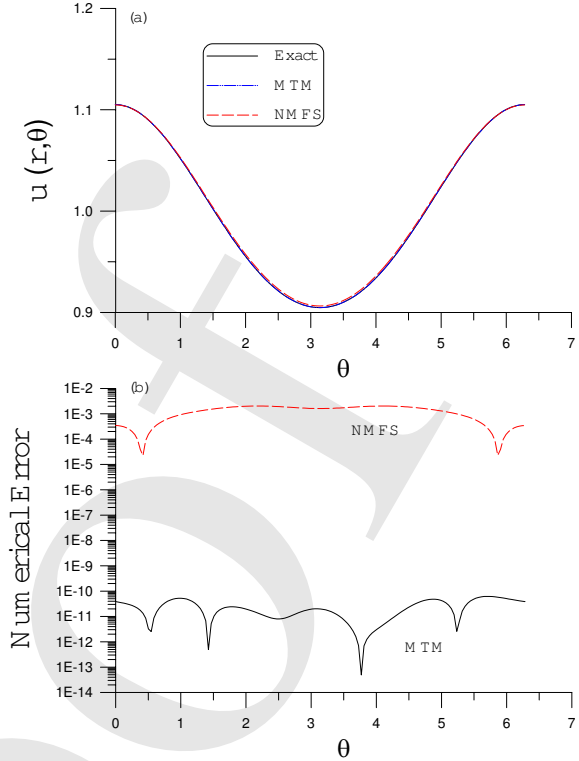 1.2
(a)
Exact
MTM
NMFS
1.1
1.0
0.9
u (r,θ)
0 1 2 3 4 5 6 7
θ
(b)
1E-2
1E-3
1E-4
1E-5
1E-6
1E-7
1E-8
1E-9
1E-10
1E-11
1E-12
1E-13
1E-14
Numerical Error
NMFS
MTM
0 1 2 3 4 5 6 7
θ